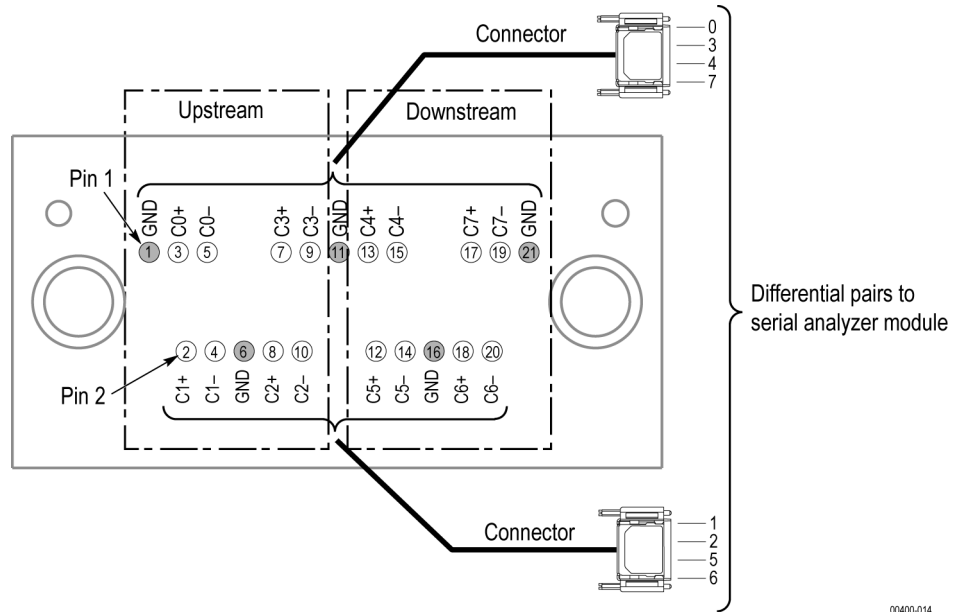 Connector
0
3
4
7
Upstream
Downstream
Pin 1
GND C0+ C0– C3+ C3– GND C4+ C4– C7+ C7– GND
1 3 5 7 9 11 13 15 17 19 21
Differential pairs to
serial analyzer module
2 4 6 8 10 12 14 16 18 20
Pin 2
C1+ C1– GND C2+ C2– C5+ C5– GND C6+ C6–
Connector
1
2
5
6
00400-014